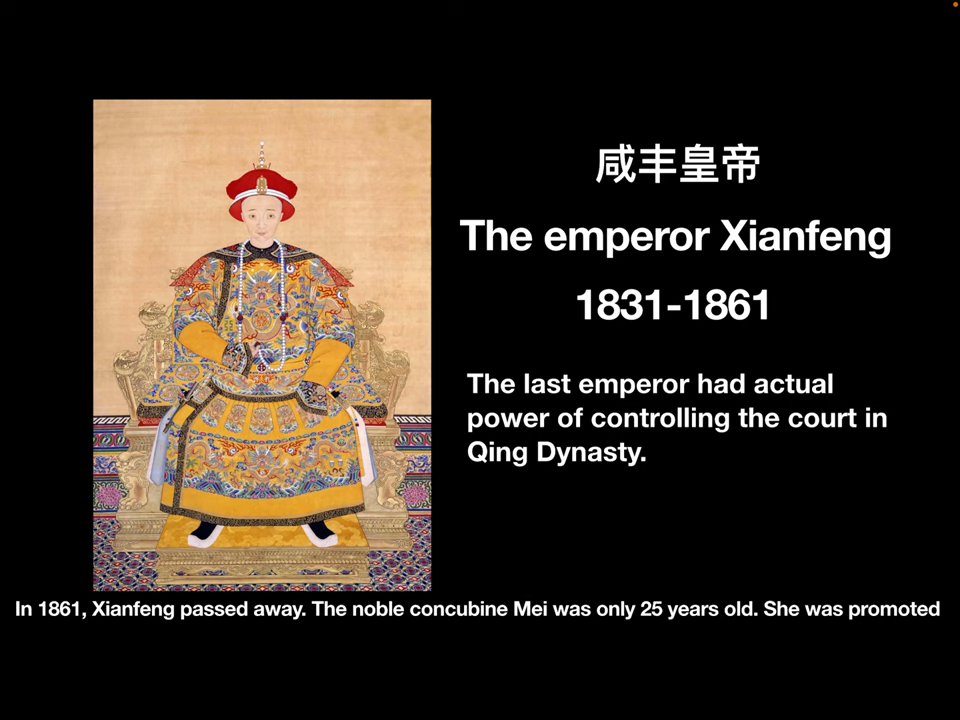 咸丰皇帝
The emperor Xianfeng
1831-1861
The last emperor had actual
power of controlling the court in
Qing Dynasty.
In 1861, Xianfeng passed away. The noble concubine Mei was only 25 years old. She was promoted